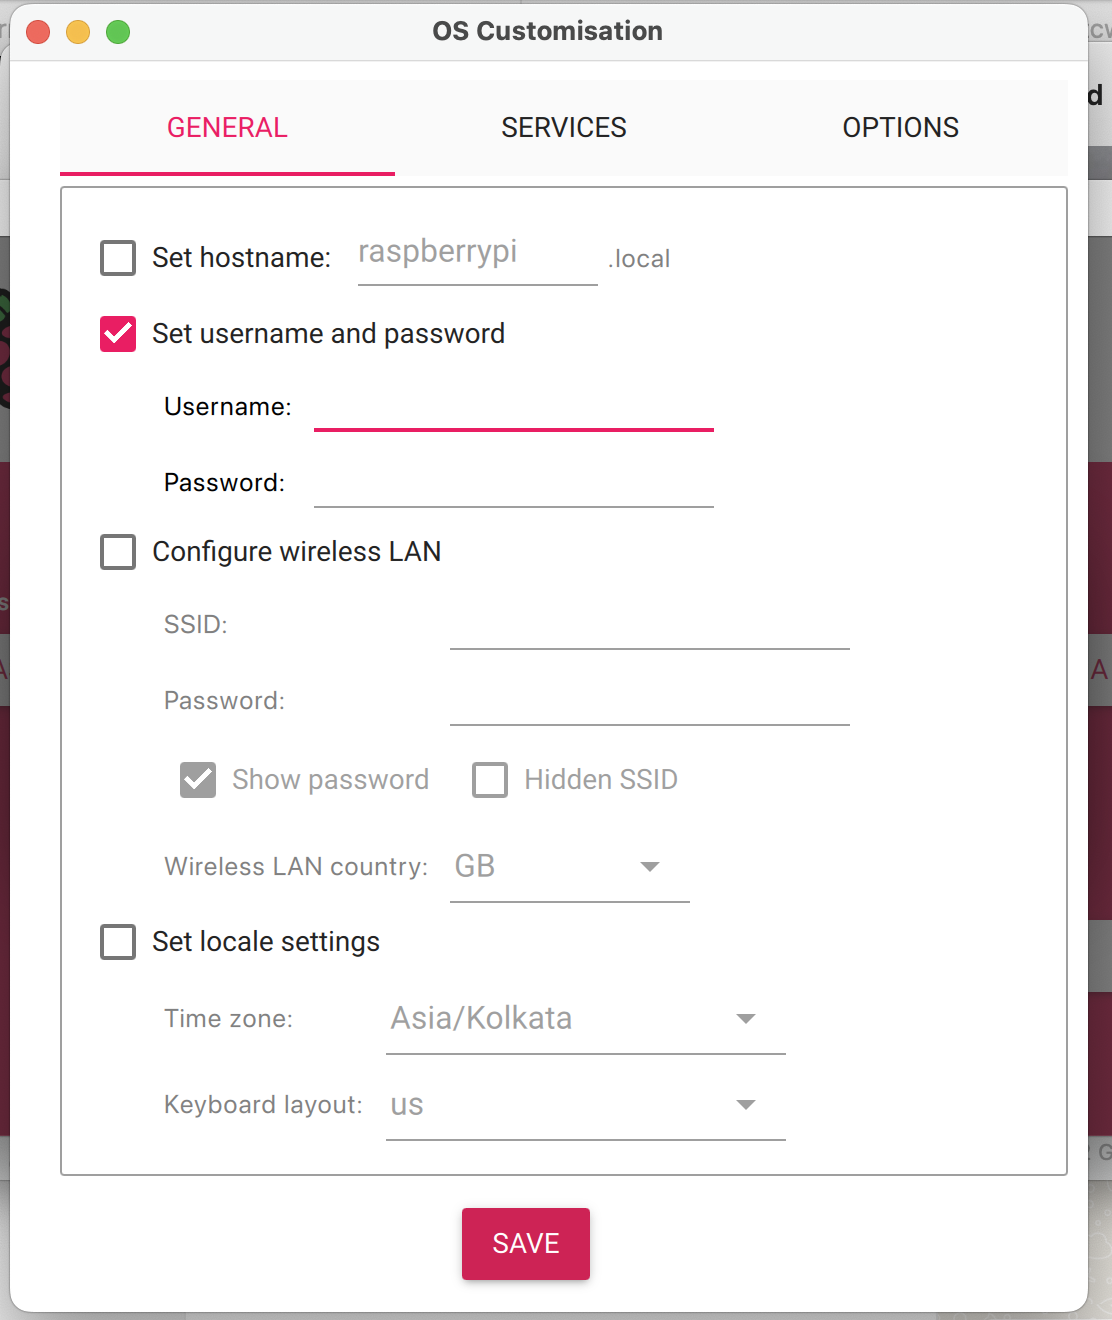 OS Customisation
GENERAL SERVICES OPTIONS
Set hostname: raspberrypi .local
Set username and password
Username:
Password:
Configure wireless LAN
SSID:
Password:
Show password Hidden SSID
Wireless LAN country: GB
Set locale settings
Time zone: Asia/Kolkata
Keyboard layout: us
SAVE